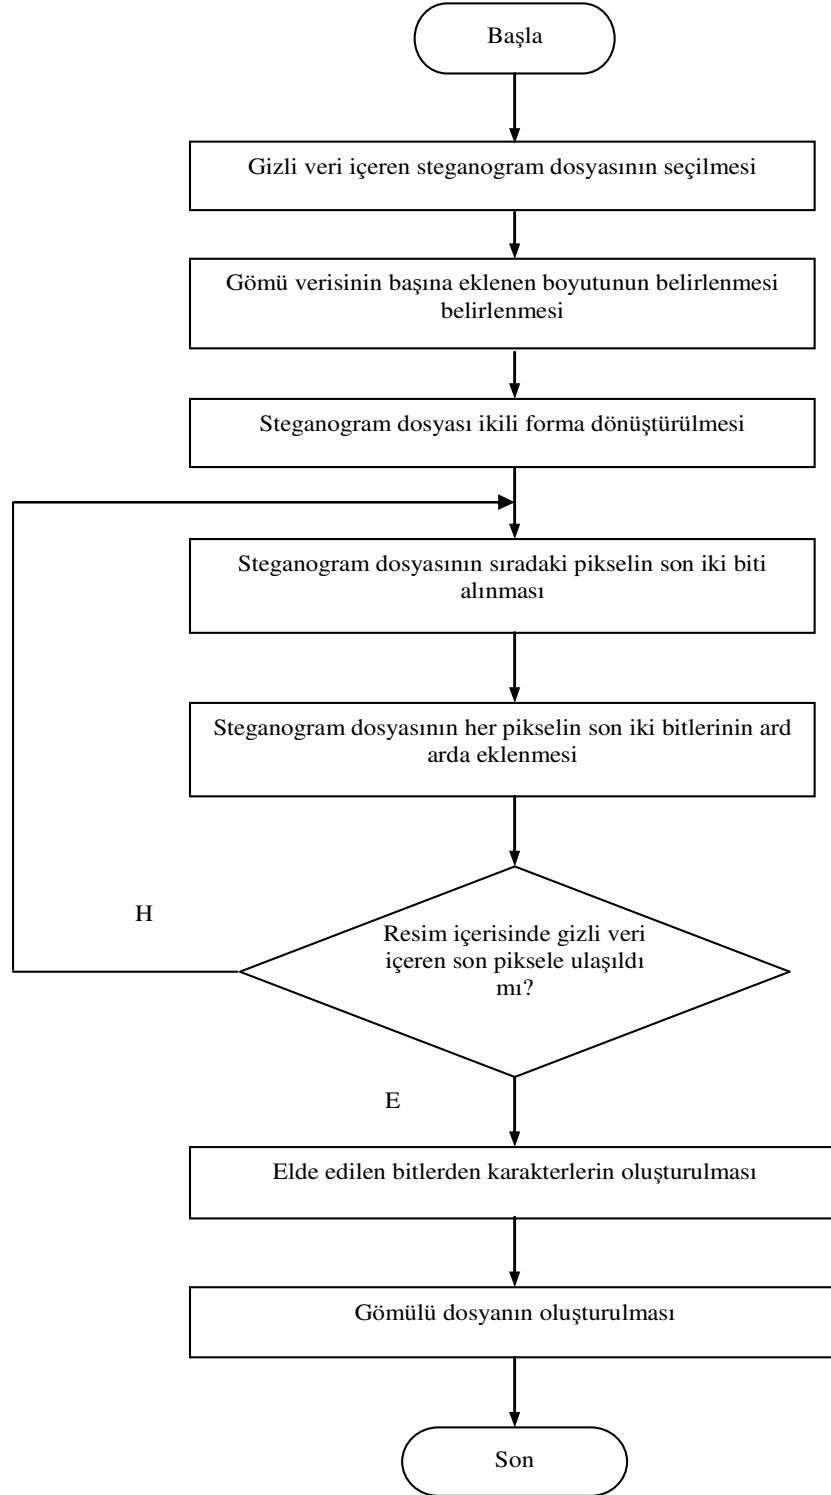 Başla
Gizli veri içeren steganogram dosyasının seçilmesi
Gömü verisinin başına eklenen boyutunun belirlenmesi
belirlenmesi
Steganogram dosyası ikili forma dönüştürülmesi
Steganogram dosyasının sıradaki pikselin son iki biti
alınması
Steganogram dosyasının her pikselin son iki bitlerinin ard
arda eklenmesi
H
Resim içerisinde gizli veri
içeren son piksele ulaşıldı
mı?
E
Elde edilen bitlerden karakterlerin oluşturulması
Gömülü dosyanın oluşturulması
Son